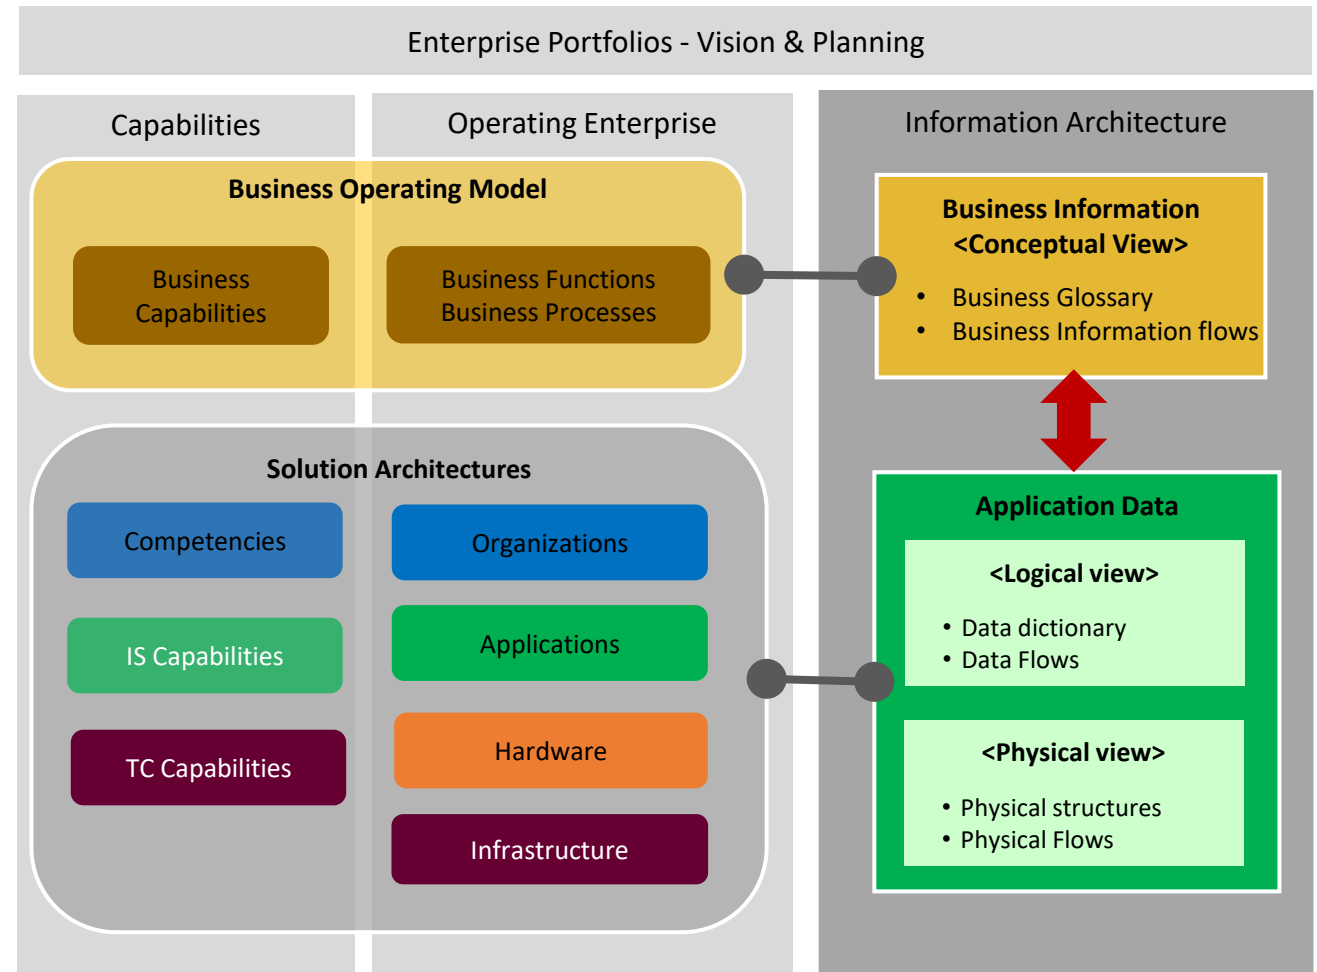 Enterprise Portfolios - Vision & Planning
Capabilities
Operating Enterprise
Information Architecture
Business Operating Model
Business
Capabilities
Business Functions
Business Processes
Business Information
<Conceptual View>
• Business Glossary
• Business Information flows
Solution Architectures
Competencies
Organizations
IS Capabilities
Applications
TC Capabilities
Hardware
Infrastructure
Application Data
<Logical view>
• Data dictionary
• Data Flows
<Physical view>
• Physical structures
• Physical Flows